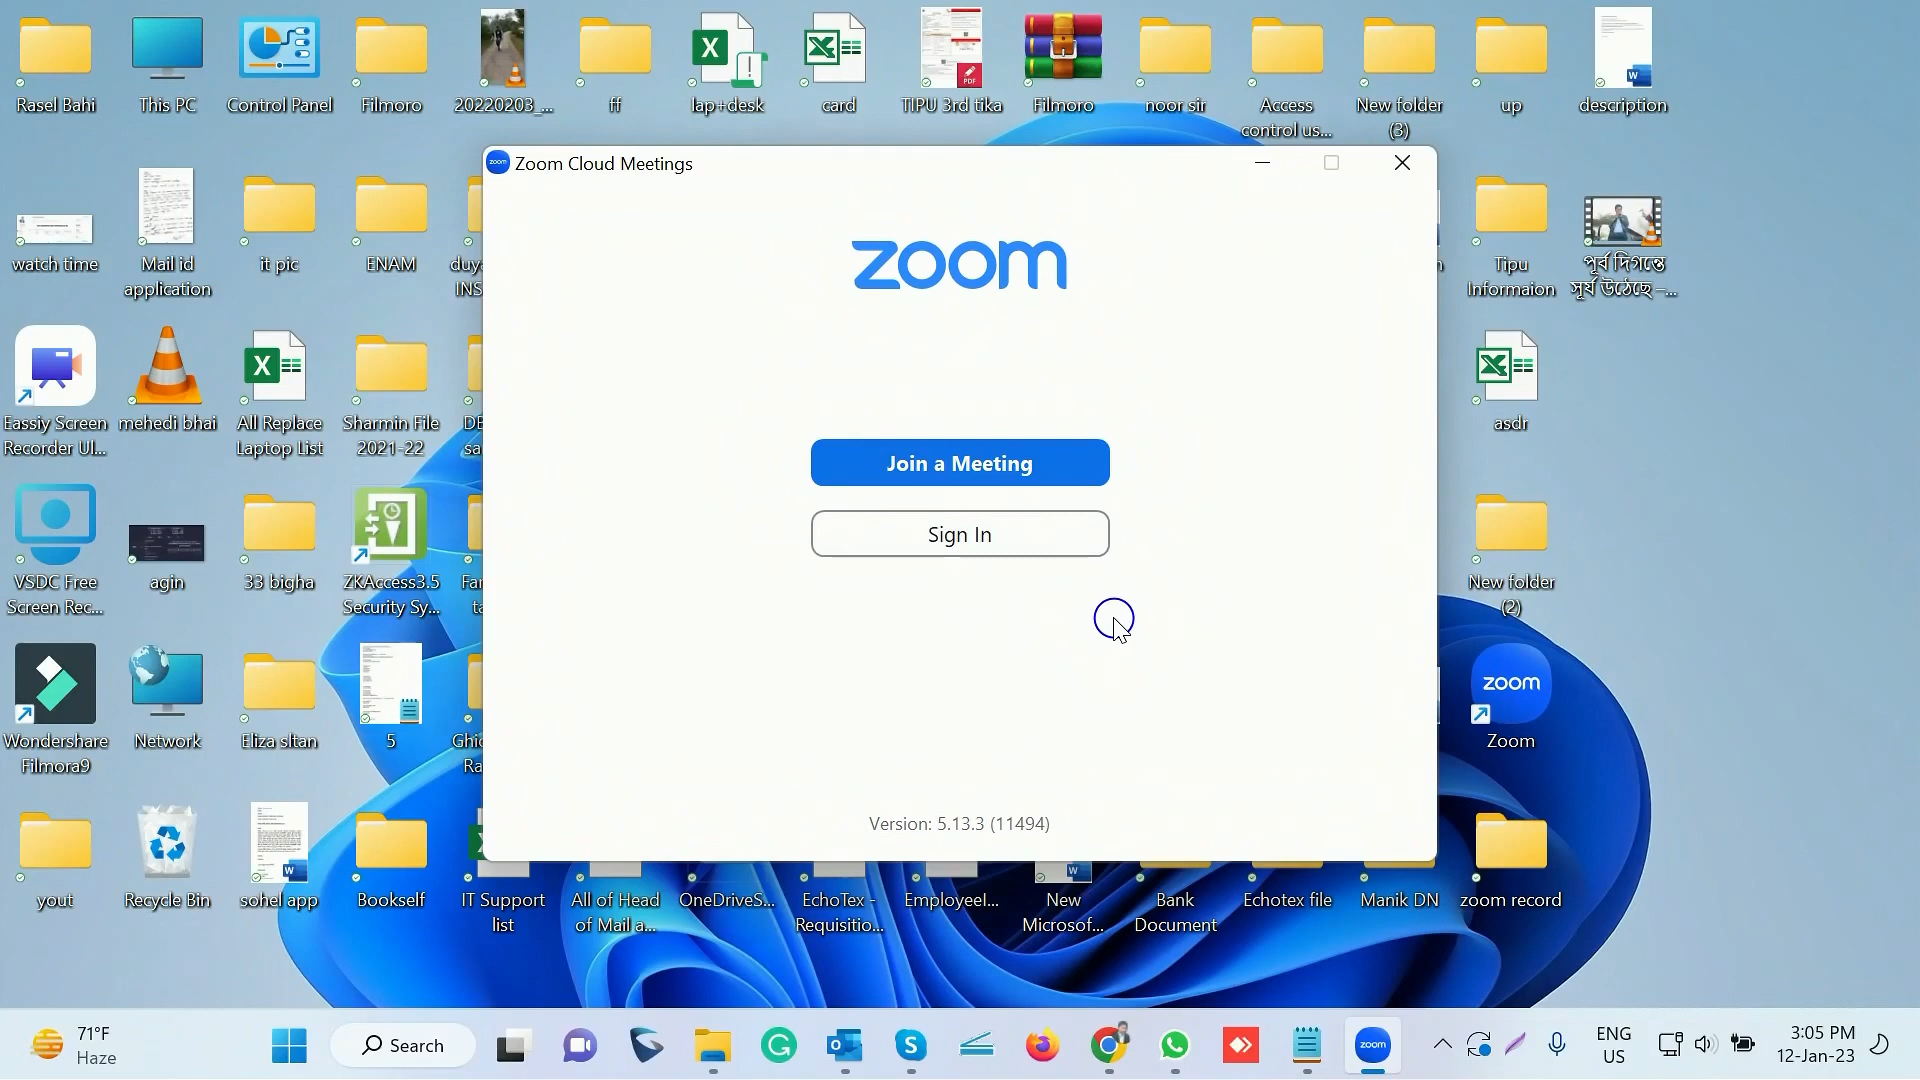 Rasel Bahi
This PC
Control Panel
Filmoro
20220203_...
ff
lap+desk
card
TIPU 3rd tika
Filmoro
noor sir
Access
control us...
New folder
(3)
up
description
Zoom Cloud Meetings
zoom
Join a Meeting
Sign In
Version: 5.13.3 (11494)
watch time
Mail id
application
it pic
ENAM
INS
Tipu
Informaion
পূর্ব দিগন্তে
সূর্য উঠেছে –...
Eassiy Screen
Recorder Ul...
mehedi bhai
All Replace
Laptop List
Sharmin File
2021-22
asdr
VSDC Free
Screen Rec...
agin
33 bigha
ZKAccess3.5
Security Sy...
New folder
(2)
Wondershare
Filmora9
Network
Eliza sltan
5
zoom
Zoom
yout
Recycle Bin
sohel app
Bookself
IT Support
list
All of Head
of Mail a...
OneDriveS...
EchoTex -
Requisitio...
Employeel...
New
Microsof...
Bank
Document
Echotex file
Manik DN
zoom record
71°F
Haze
Search
zoom
ENG
US
3:05 PM
12-Jan-23